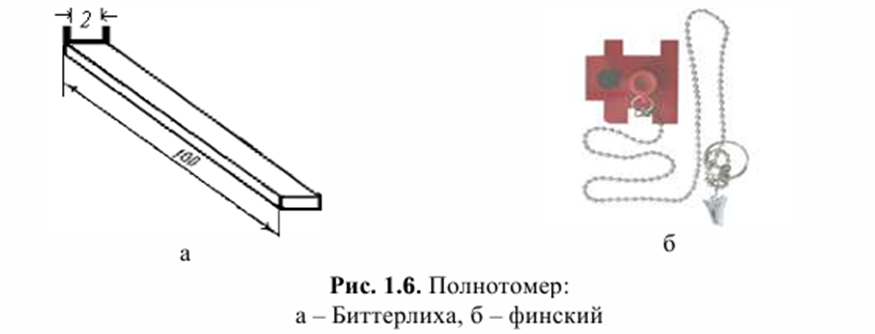 2
100
а
б
Рис. 1.6. Полнотомер:
а – Биттерлиха, б – финский